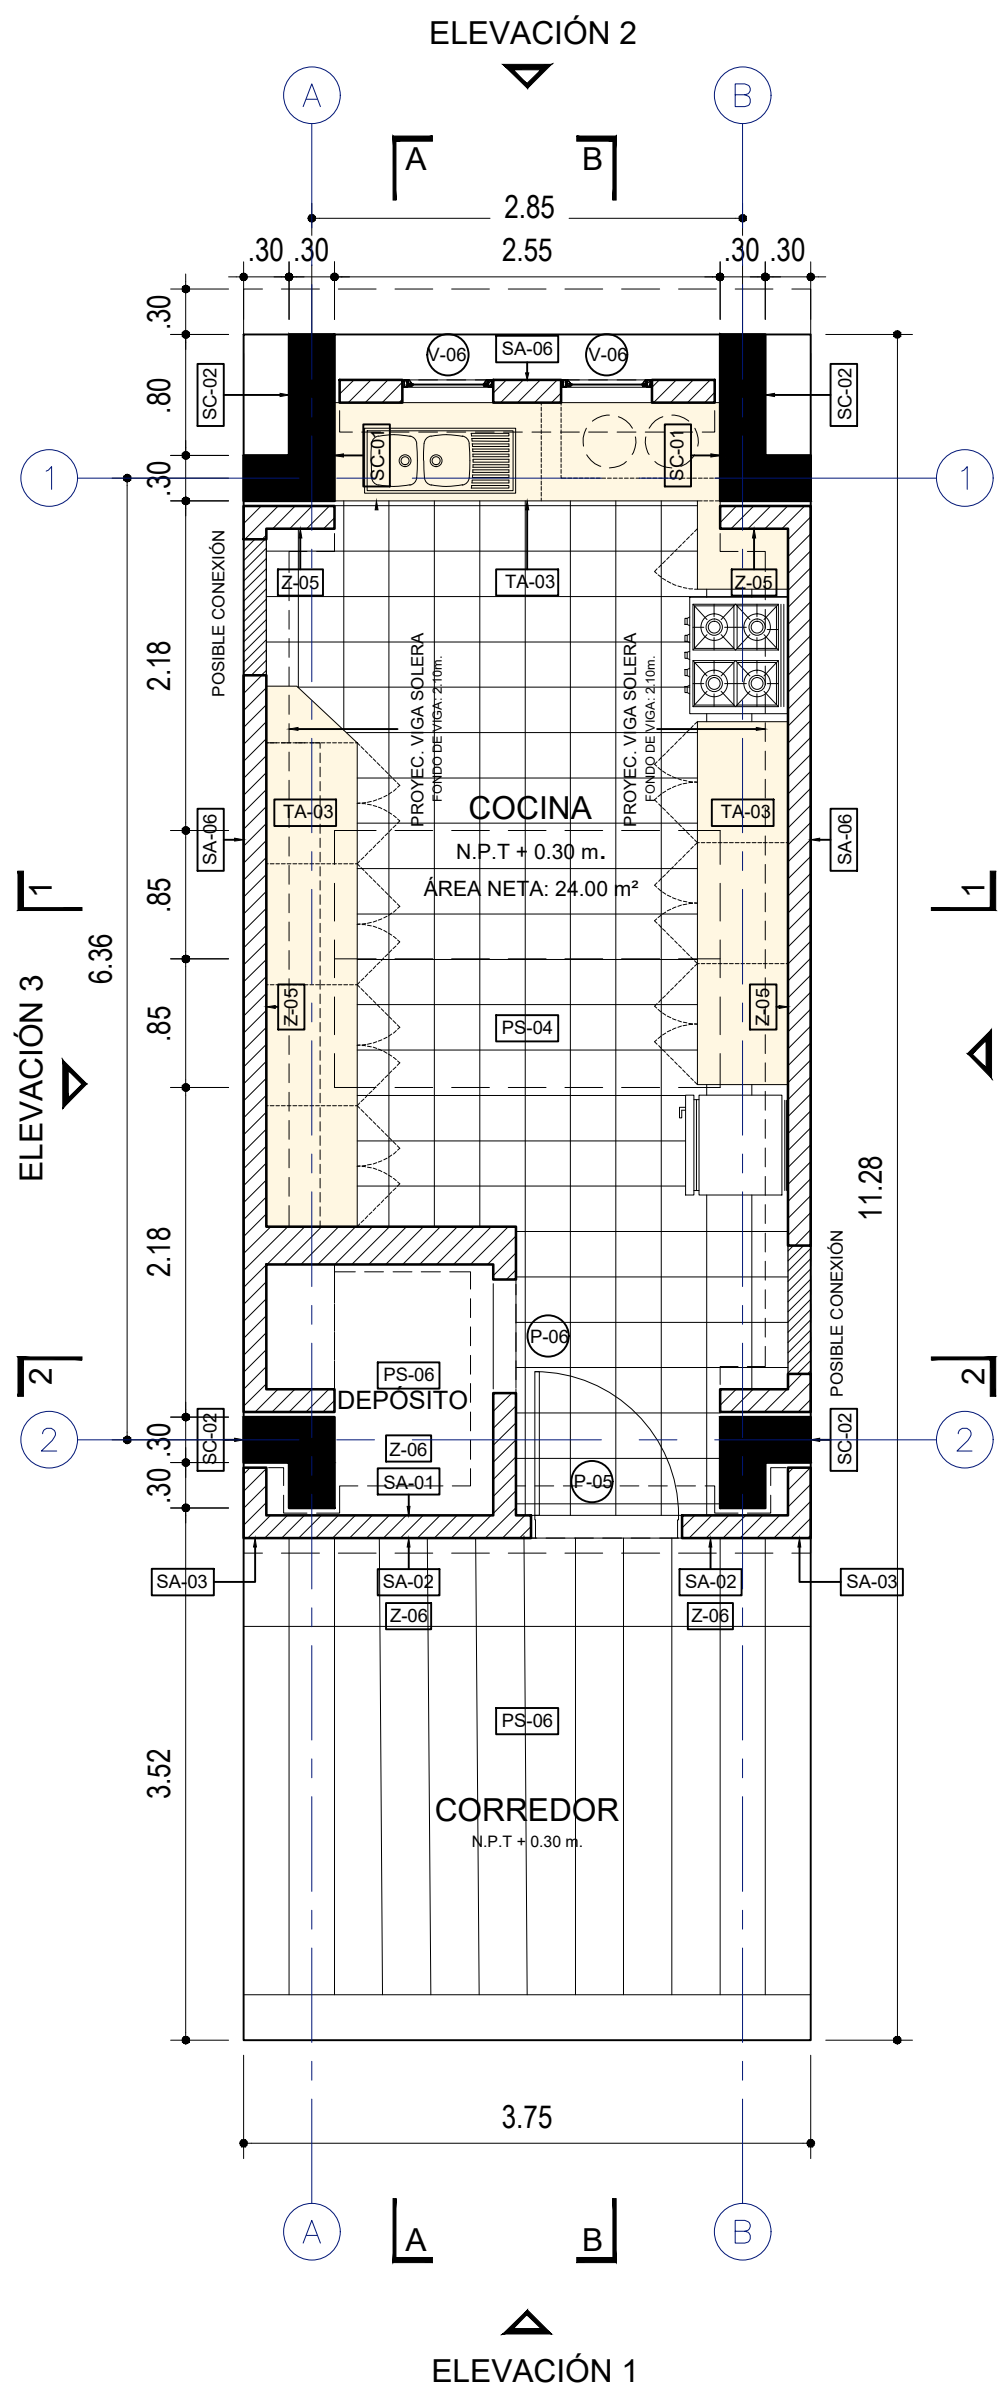 ELEVACIÓN 2
A
B
A
B
2.85
.30
.30
2.55
.30
.30
.30
V-06
SA-06
V-06
SC-02
.80
SC-02
SC-01
SC-01
1
.30
1
Z-05
TA-03
Z-05
POSIBLE CONEXIÓN
2.18
PROYEC. VIGA SOLERA
FONDO DE VIGA: 2.10m.
PROYEC. VIGA SOLERA
FONDO DE VIGA: 2.10m.
TA-03
COCINA
TA-03
SA-06
N.P.T + 0.30 m.
SA-06
ÁREA NETA: 24.00 m²
1
.85
1
6.36
Z-05
PS-04
Z-05
.85
ELEVACIÓN 3
11.28
2.18
POSIBLE CONEXIÓN
P-06
2
PS-06
2
DEPÓSITO
SC-02
2
.30
Z-06
SC-02
2
.30
SA-01
P-05
SA-03
SA-02
SA-02
SA-03
Z-06
Z-06
PS-06
3.52
CORREDOR
N.P.T + 0.30 m.
3.75
A
A
B
B
ELEVACIÓN 1